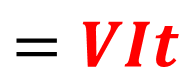 = VIt